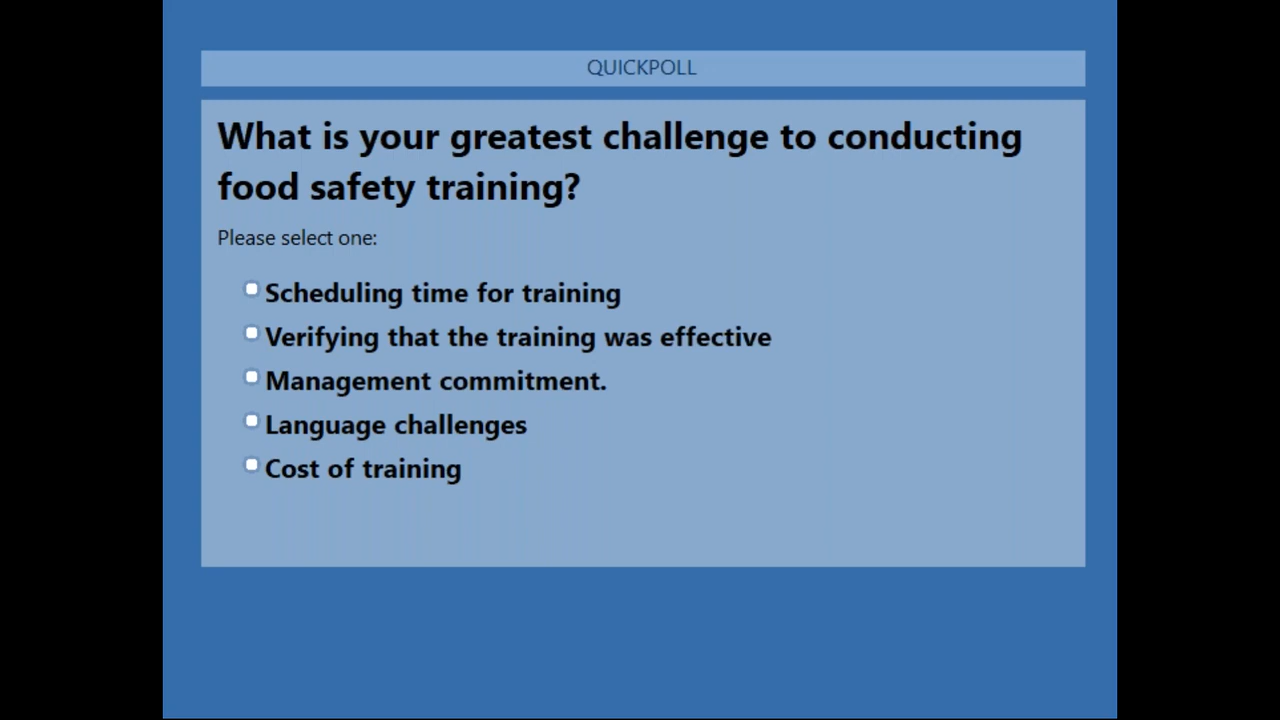 QUICKPOLL
What is your greatest challenge to conducting
food safety training?
Please select one:
Scheduling time for training
Verifying that the training was effective
Management commitment.
Language challenges
Cost of training